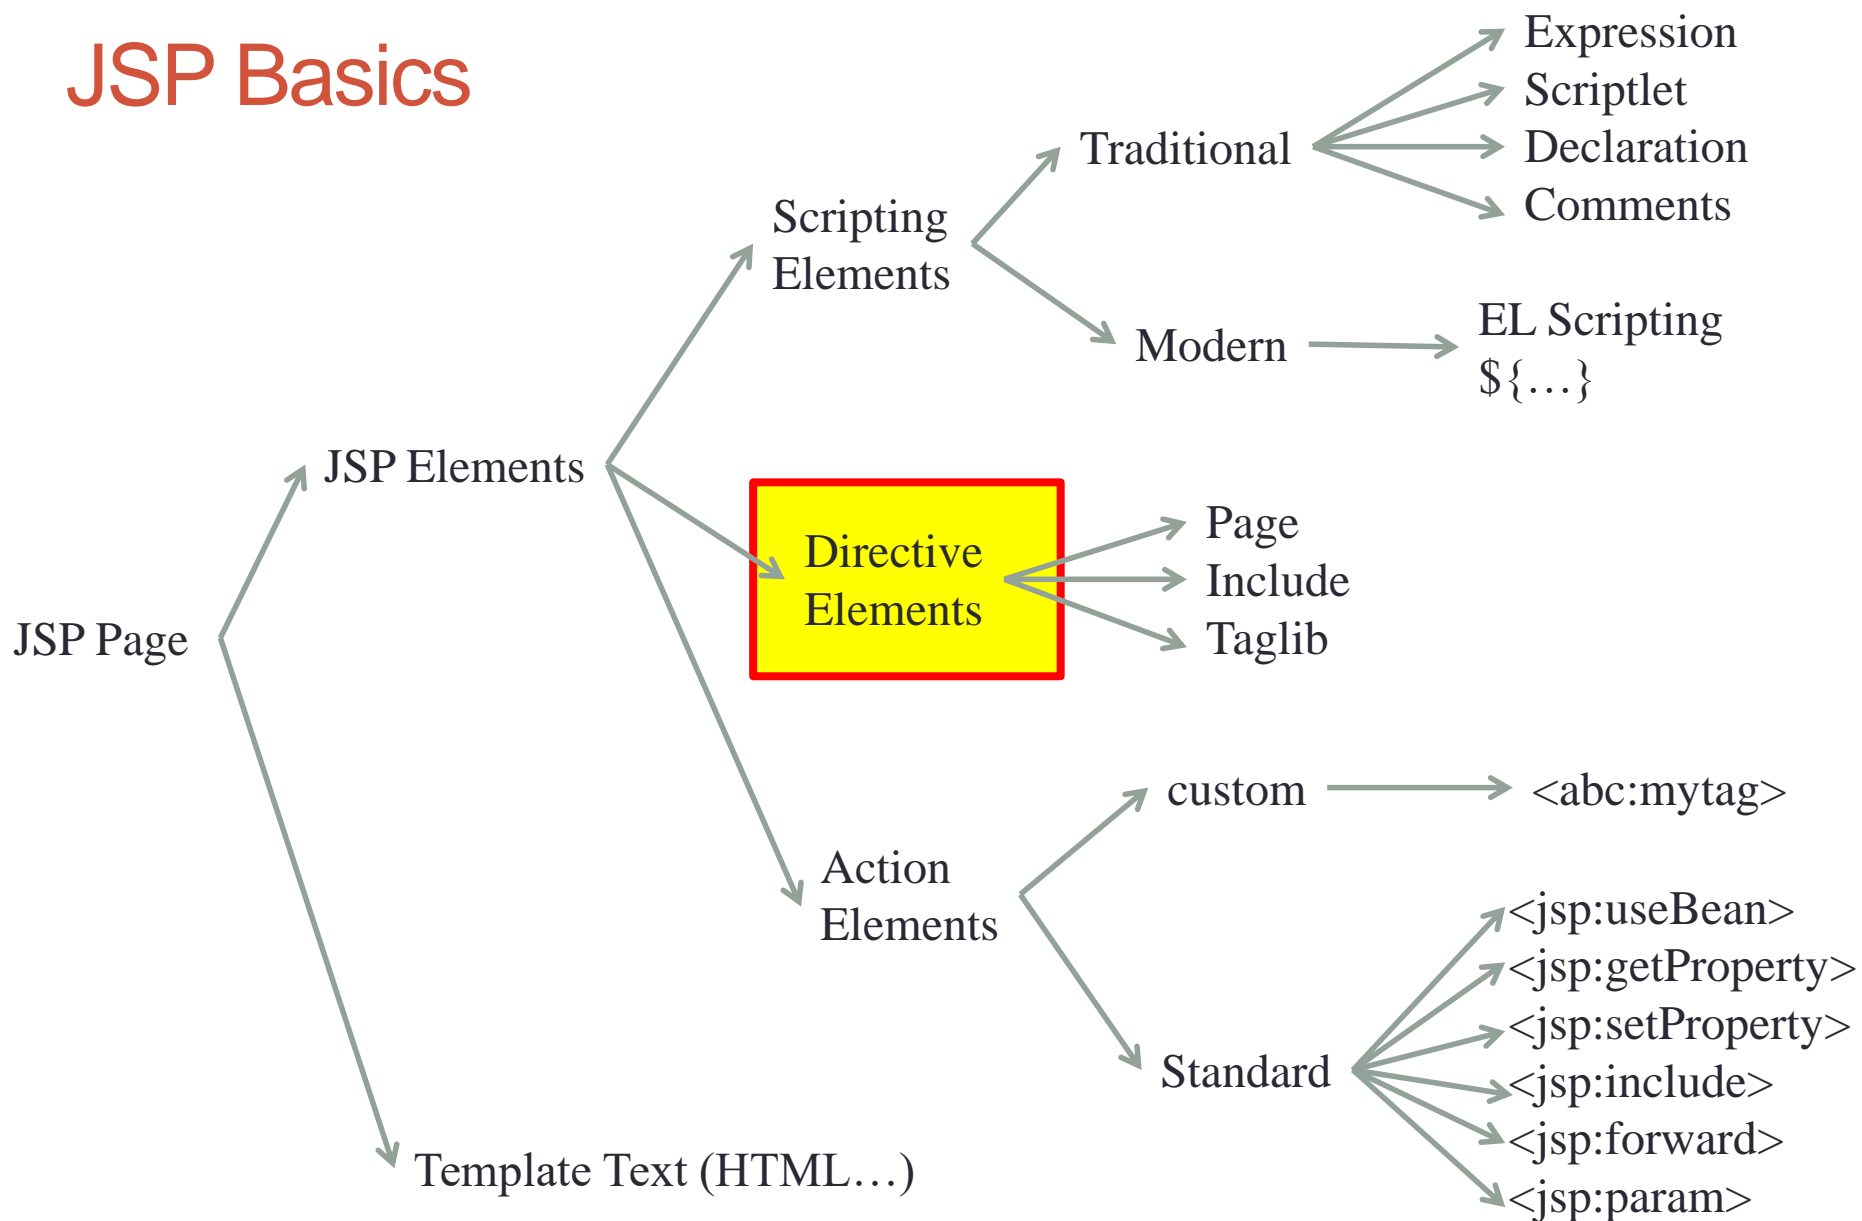 JSP Basics
Expression
Scriptlet
Traditional
Declaration
Comments
Scripting
Elements
EL Scripting
${…}
Modern
JSP Elements
Directive
Elements
Page
Include
Taglib
JSP Page
custom
<abc:mytag>
Action
Elements
<jsp:useBean>
<jsp:getProperty>
<jsp:setProperty>
Standard
<jsp:include>
<jsp:forward>
<jsp:param>
Template Text (HTML…)